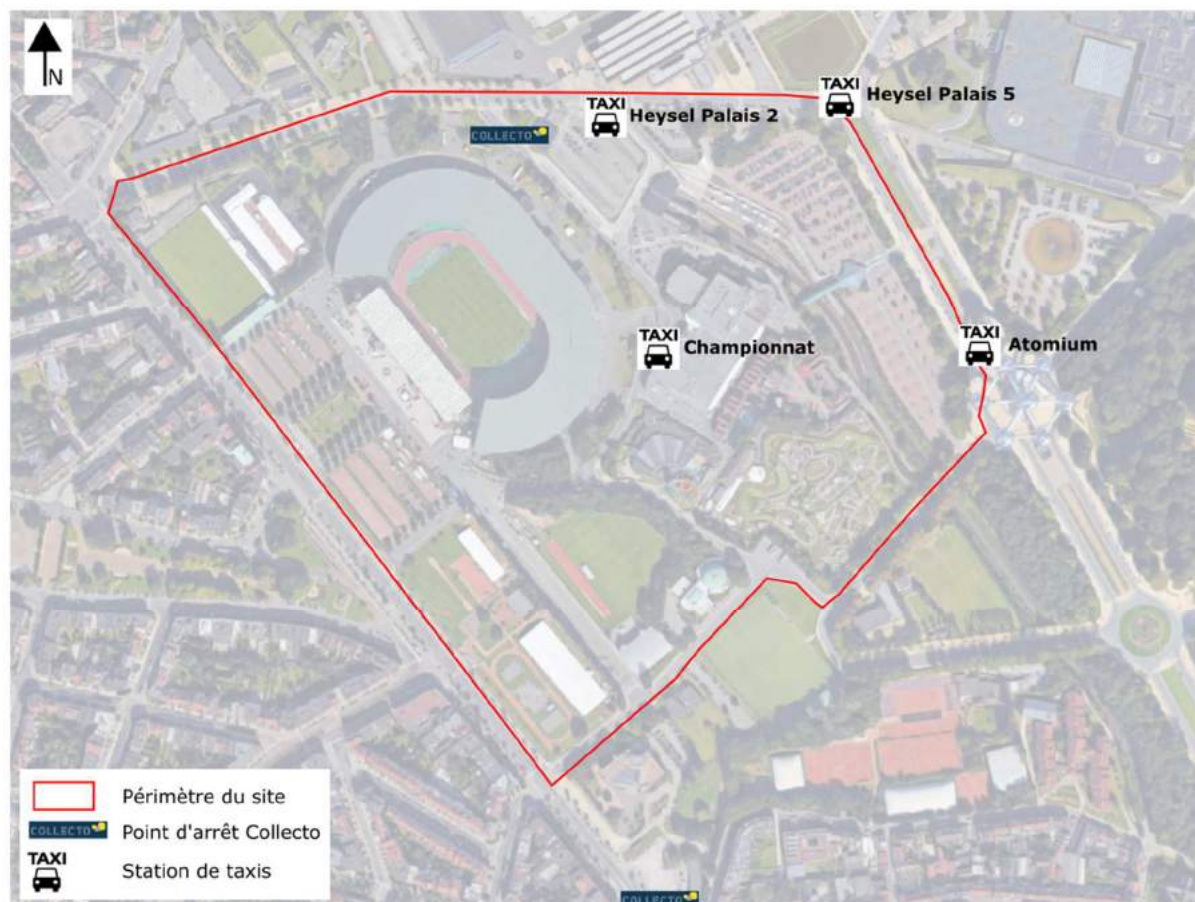 N
TAXI
Heysel Palais 5
TAXI
Heysel Palais 2
COLLECTO
TAXI
Championnat
TAXI
Atomium
Périmètre du site
COLLECTO
Point d'arrêt Collecto
TAXI
Station de taxis
COLLECTO